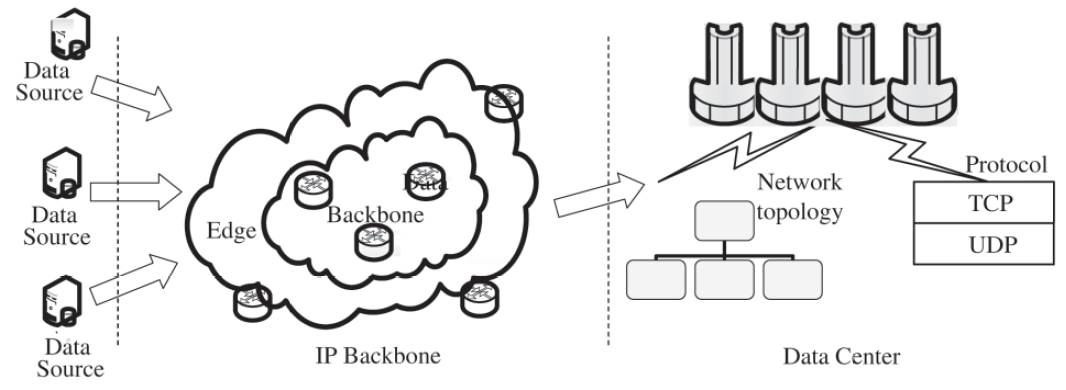 Data
Source
Data
Source
Data
Source
Edge
Data
Backbone
IP Backbone
Network
topology
Protocol
TCP
UDP
Data Center